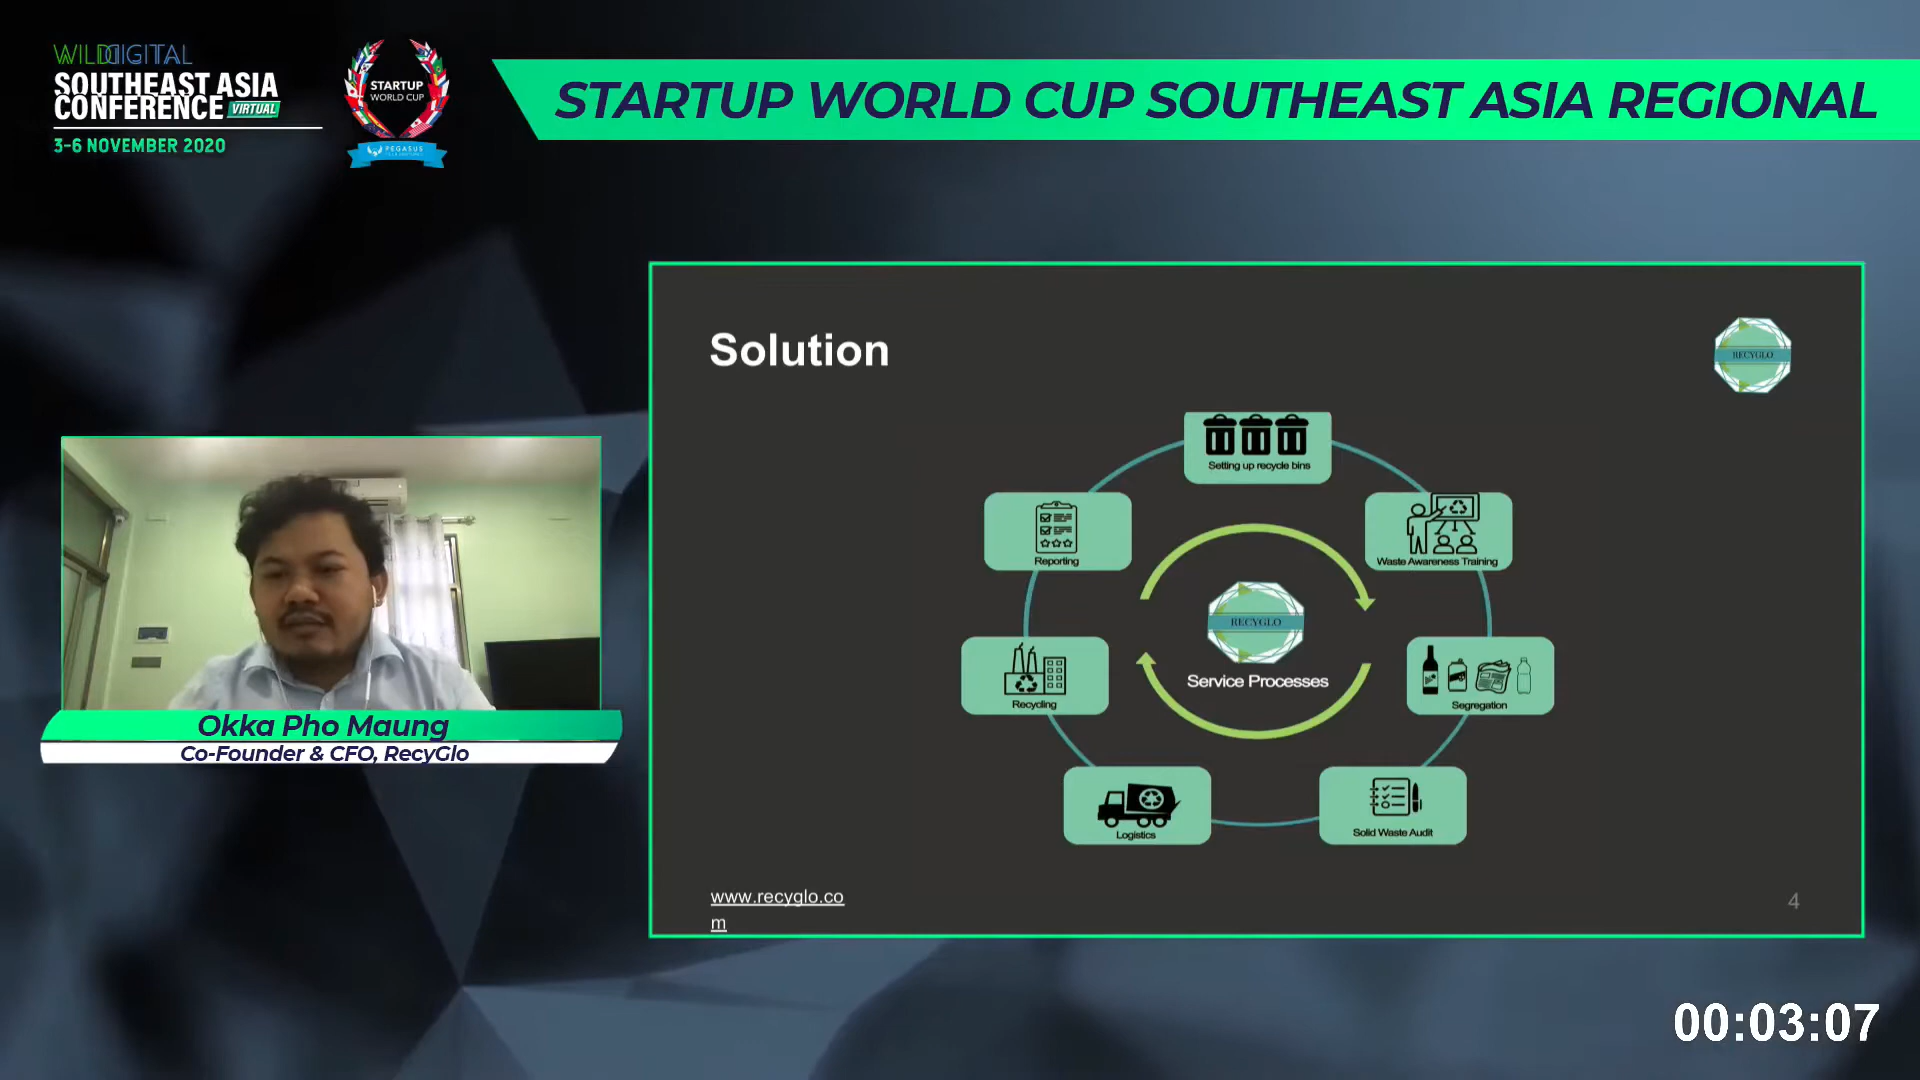 WILDDIGITAL
SOUTHEAST ASIA
CONFERENCE VIRTUAL
3-6 NOVEMBER 2020
STARTUP
WORLD CUP
PEGASUS
STARTUP WORLD CUP SOUTHEAST ASIA REGIONAL
Solution
RECYGLO
Setting up recycle bins
Reporting
Waste Awareness Training
RECYGLO
Service Processes
Recycling
Segregation
Logistics
Solid Waste Audit
www.recyglo.co
m
4
Okka Pho Maung
Co-Founder & CFO, RecyGlo
00:03:07